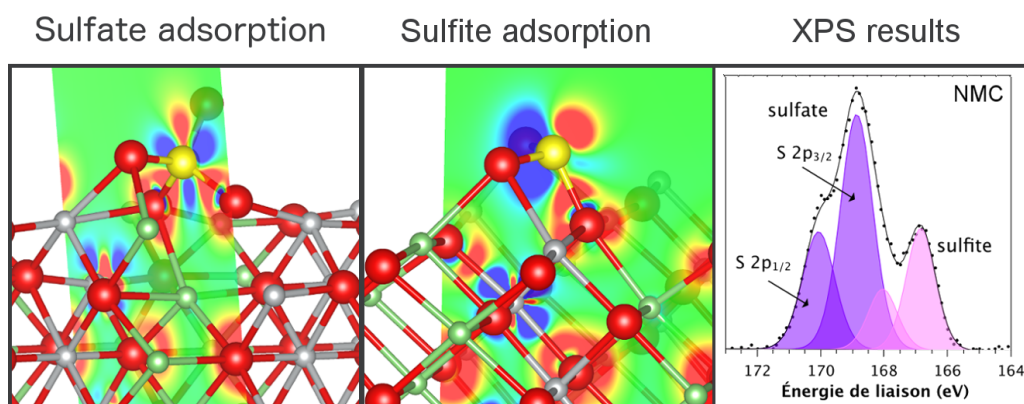 Sulfate adsorption
Sulfite adsorption
XPS results
NMC
sulfate
S 2p3/2
sulfite
S 2p1/2
172
170
168
166
164
Énergie de liaison (eV)